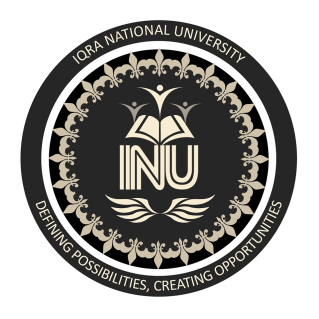 IQRA NATIONAL UNIVERSITY
INU
DEFINING POSSIBILITIES, CREATING OPPORTUNITIES